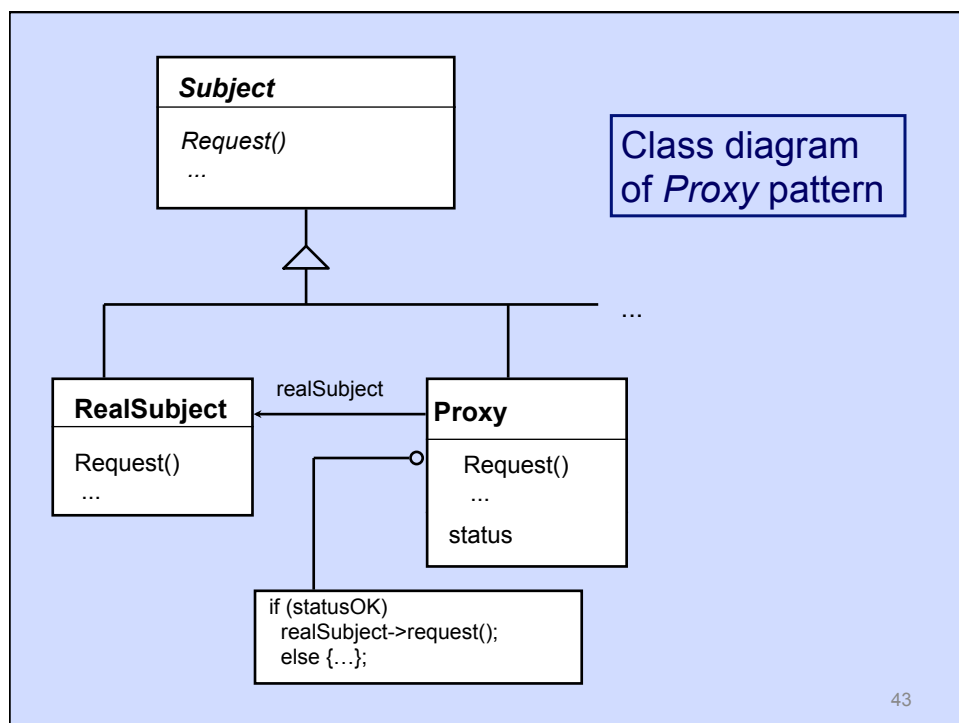 Subject
Request()
...
Class diagram
of Proxy pattern
...
RealSubject
Request()
...
realSubject
Proxy
Request()
...
status
if (statusOK)
realSubject->request();
else {…};
43